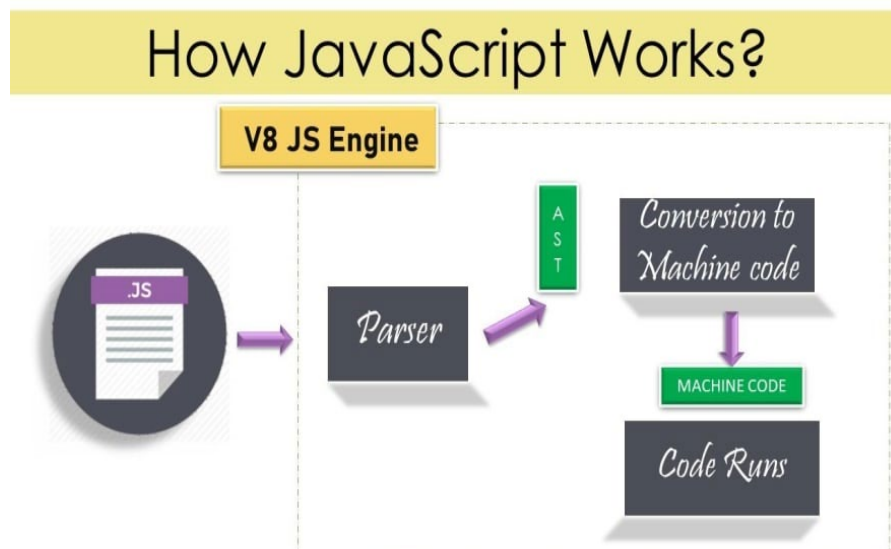 How JavaScript Works?
V8 JS Engine
.JS
Parser
A
S
T
Conversion to
Machine code
MACHINE CODE
Code Runs